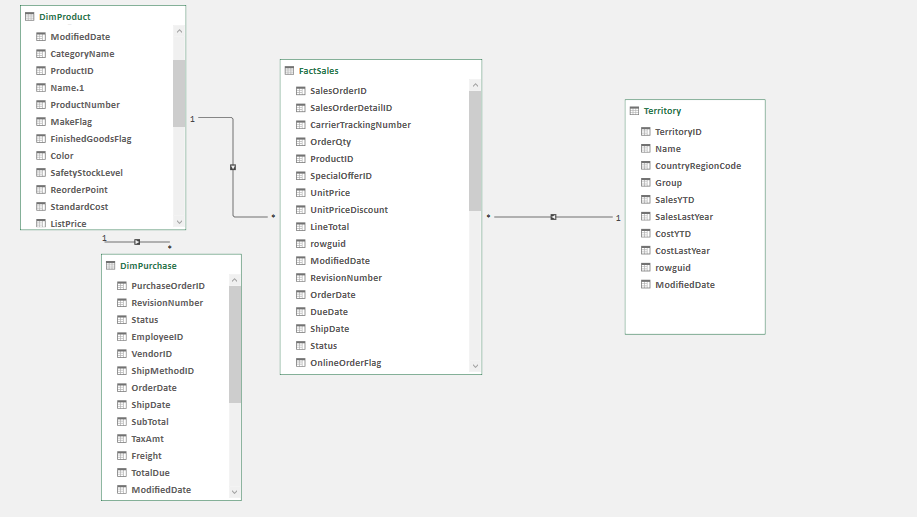 DimProduct
ModifiedDate
CategoryName
ProductID
Name.1
ProductNumber
MakeFlag
FinishedGoodsFlag
Color
SafetyStockLevel
ReorderPoint
StandardCost
ListPrice
1
1
*
DimPurchase
PurchaseOrderID
RevisionNumber
Status
EmployeeID
VendorID
ShipMethodID
OrderDate
ShipDate
SubTotal
TaxAmt
Freight
TotalDue
ModifiedDate
*
FactSales
SalesOrderID
SalesOrderDetailID
CarrierTrackingNumber
OrderQty
ProductID
SpecialOfferID
UnitPrice
UnitPriceDiscount
LineTotal
rowguid
ModifiedDate
RevisionNumber
OrderDate
DueDate
ShipDate
Status
OnlineOrderFlag
*
1
Territory
TerritoryID
Name
CountryRegionCode
Group
SalesYTD
SalesLastYear
CostYTD
CostLastYear
rowguid
ModifiedDate